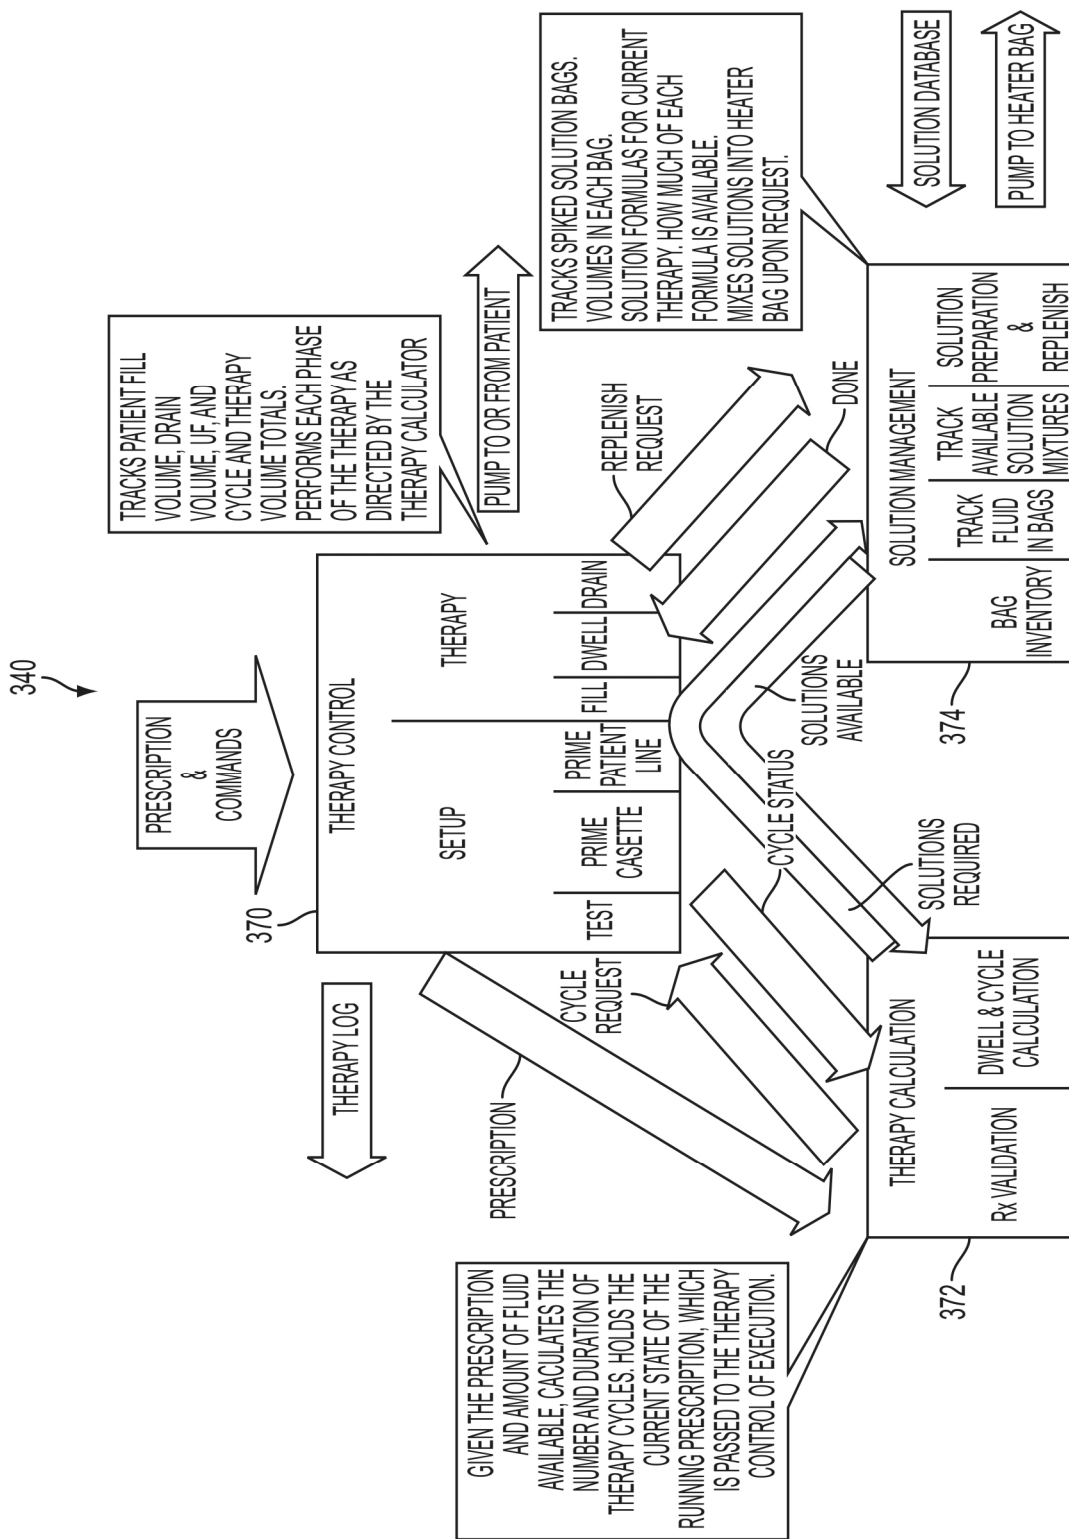 340
PRESCRIPTION
&
COMMANDS
TRACKS PATIENT FILL
VOLUME, DRAIN
VOLUME, UF, AND
CYCLE AND THERAPY
VOLUME TOTALS.
PERFORMS EACH PHASE
OF THE THERAPY AS
DIRECTED BY THE
THERAPY CALCULATOR
370
THERAPY CONTROL
SETUP
THERAPY
TEST
PRIME
CASETTE
PRIME
PATIENT
LINE
FILL
DWELL
DRAIN
THERAPY LOG
PUMP TO OR FROM PATIENT
PRESCRIPTION
CYCLE
REQUEST
CYCLE STATUS
SOLUTIONS
REQUIRED
SOLUTIONS
AVAILABLE
REPLENISH
REQUEST
DONE
GIVEN THE PRESCRIPTION
AND AMOUNT OF FLUID
AVAILABLE, CACULATES THE
NUMBER AND DURATION OF
THERAPY CYCLES. HOLDS THE
CURRENT STATE OF THE
RUNNING PRESCRIPTION, WHICH
IS PASSED TO THE THERAPY
CONTROL OF EXECUTION.
TRACKS SPIKED SOLUTION BAGS.
VOLUMES IN EACH BAG.
SOLUTION FORMULAS FOR CURRENT
THERAPY. HOW MUCH OF EACH
FORMULA IS AVAILABLE.
MIXES SOLUTIONS INTO HEATER
BAG UPON REQUEST.
372
THERAPY CALCULATION
Rx VALIDATION
DWELL & CYCLE
CALCULATION
374
SOLUTION MANAGEMENT
BAG
INVENTORY
TRACK
FLUID
IN BAGS
TRACK
AVAILABLE
SOLUTION
MIXTURES
SOLUTION
PREPARATION
&
REPLENISH
SOLUTION DATABASE
PUMP TO HEATER BAG